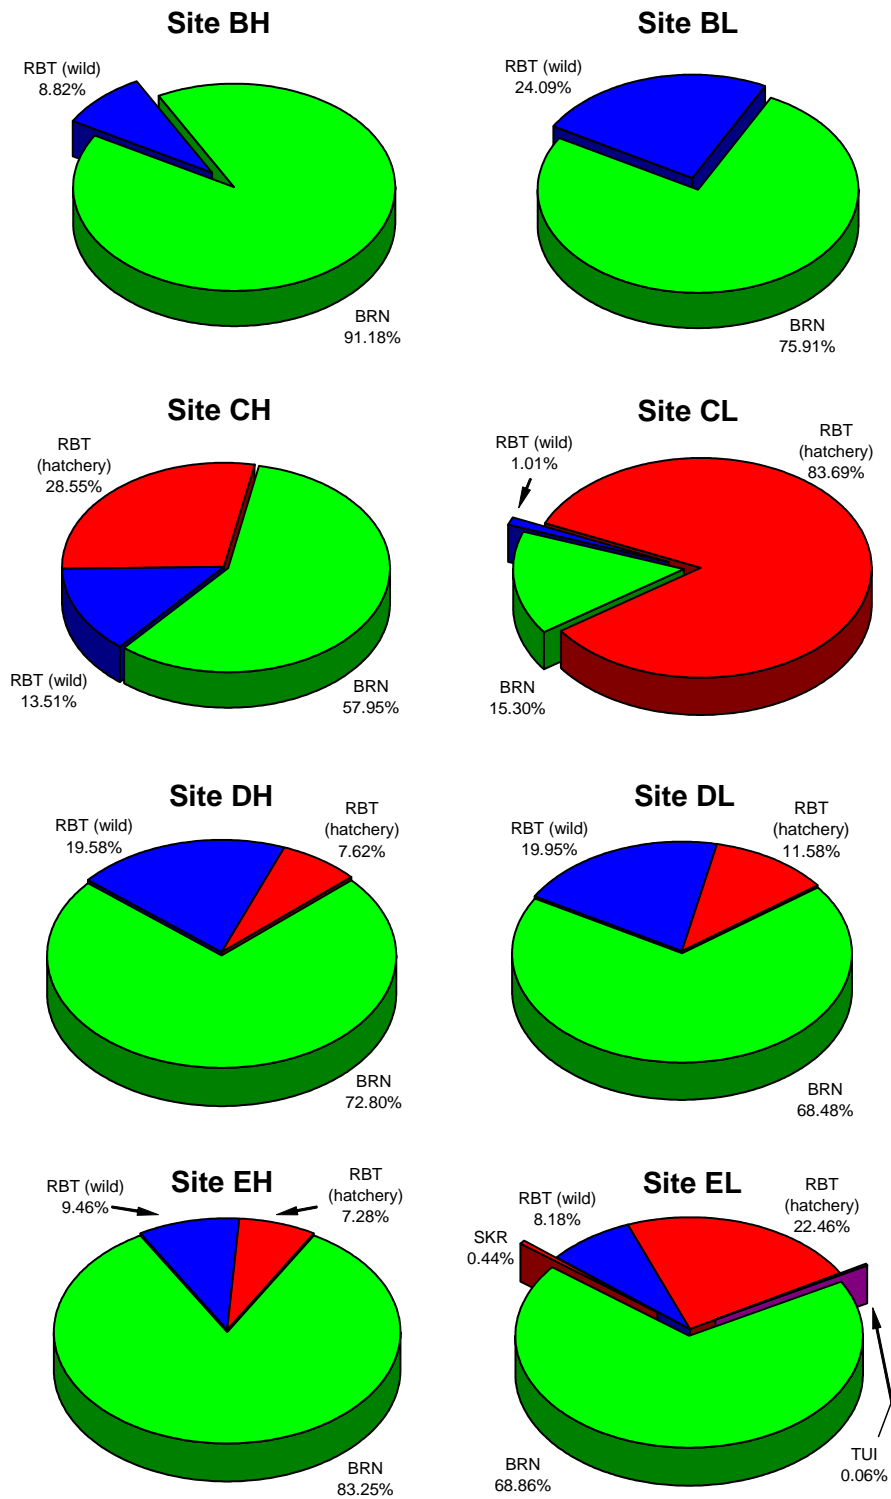 Site BH
RBT (wild)
8.82%
BRN
91.18%
Site BL
RBT (wild)
24.09%
BRN
75.91%
Site CH
RBT
(hatchery)
28.55%
RBT (wild)
13.51%
BRN
57.95%
Site CL
RBT (wild)
1.01%
RBT
(hatchery)
83.69%
BRN
15.30%
Site DH
RBT (wild)
19.58%
RBT
(hatchery)
7.62%
BRN
72.80%
Site DL
RBT (wild)
19.95%
RBT
(hatchery)
11.58%
BRN
68.48%
Site EH
RBT (wild)
9.46%
RBT
(hatchery)
7.28%
BRN
83.25%
Site EL
SKR
0.44%
RBT (wild)
8.18%
RBT
(hatchery)
22.46%
BRN
68.86%
TUI
0.06%